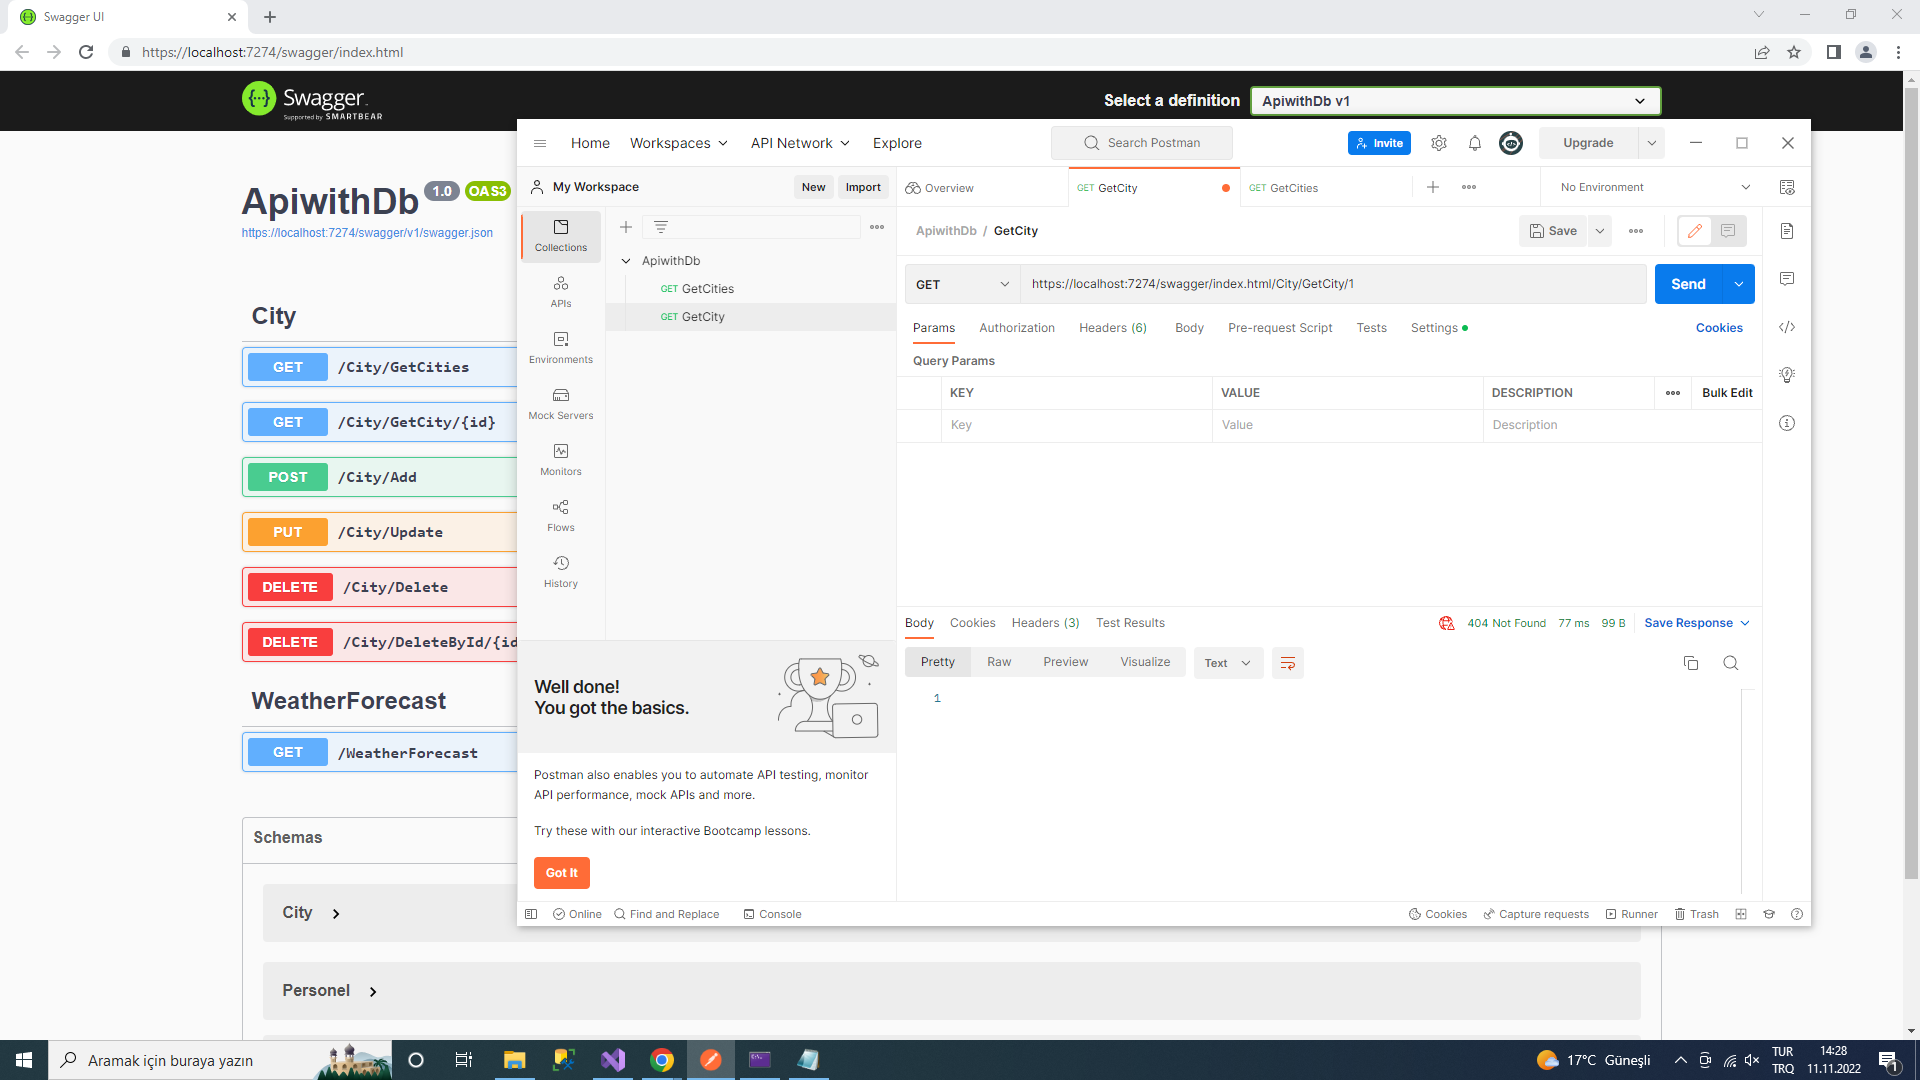 Swagger UI
https://localhost:7274/swagger/index.html
Swagger
Supported by SMARTBEAR
Select a definition
ApiwithDb v1
ApiwithDb 1.0 OAS3
https://localhost:7274/swagger/v1/swagger.json
City
GET /City/GetCities
GET /City/GetCity/{id}
POST /City/Add
PUT /City/Update
DELETE /City/Delete
DELETE /City/DeleteById/{id
WeatherForecast
GET /WeatherForecast
Schemas
City
Personel
Home Workspaces API Network Explore
Search Postman
Invite
Upgrade
My Workspace
New Import
Overview
GET GetCity
GET GetCities
No Environment
Collections
APIs
Environments
Mock Servers
Monitors
Flows
History
ApiwithDb
GET GetCities
GET GetCity
ApiwithDb / GetCity
Save
GET https://localhost:7274/swagger/index.html/City/GetCity/1
Send
Params Authorization Headers (6) Body Pre-request Script Tests Settings Cookies
Query Params
KEY VALUE DESCRIPTION Bulk Edit
Key Value Description
Body Cookies Headers (3) Test Results
404 Not Found 77 ms 99 B Save Response
Pretty Raw Preview Visualize Text
1
Well done!
You got the basics.
Postman also enables you to automate API testing, monitor
API performance, mock APIs and more.
Try these with our interactive Bootcamp lessons.
Got It
Online Find and Replace Console
Cookies Capture requests Runner Trash
Aramak için buraya yazın
17°C Güneşli
TUR
TRQ
14:28
11.11.2022
1